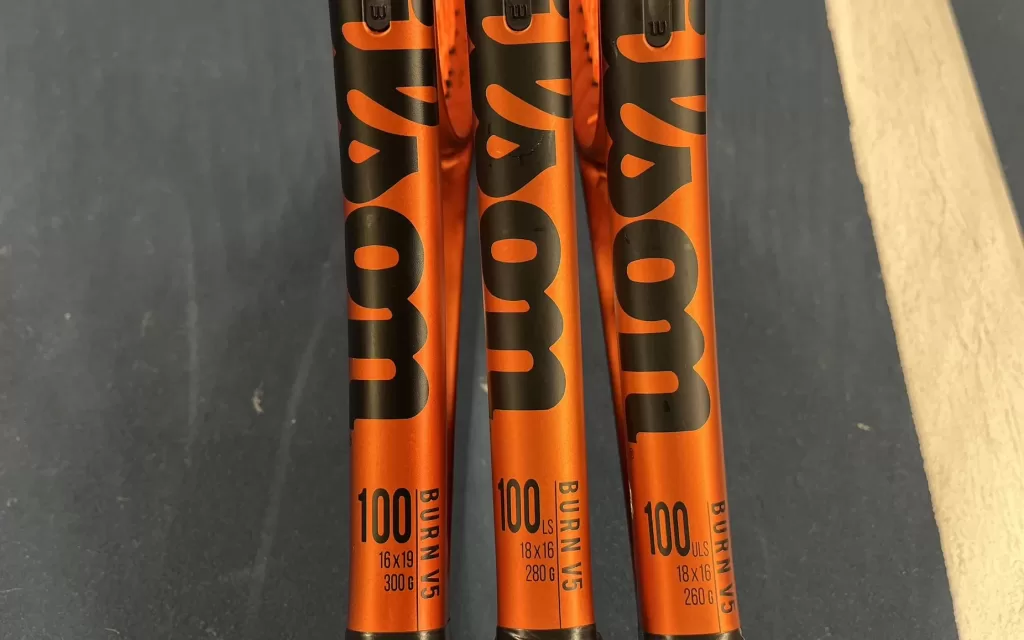 W
Wilson
100
16x19
300 G
BURN V5
W
Wilson
100 LS
18x16
280 G
BURN V5
W
Wilson
100 ULS
18x16
260 G
BURN V5